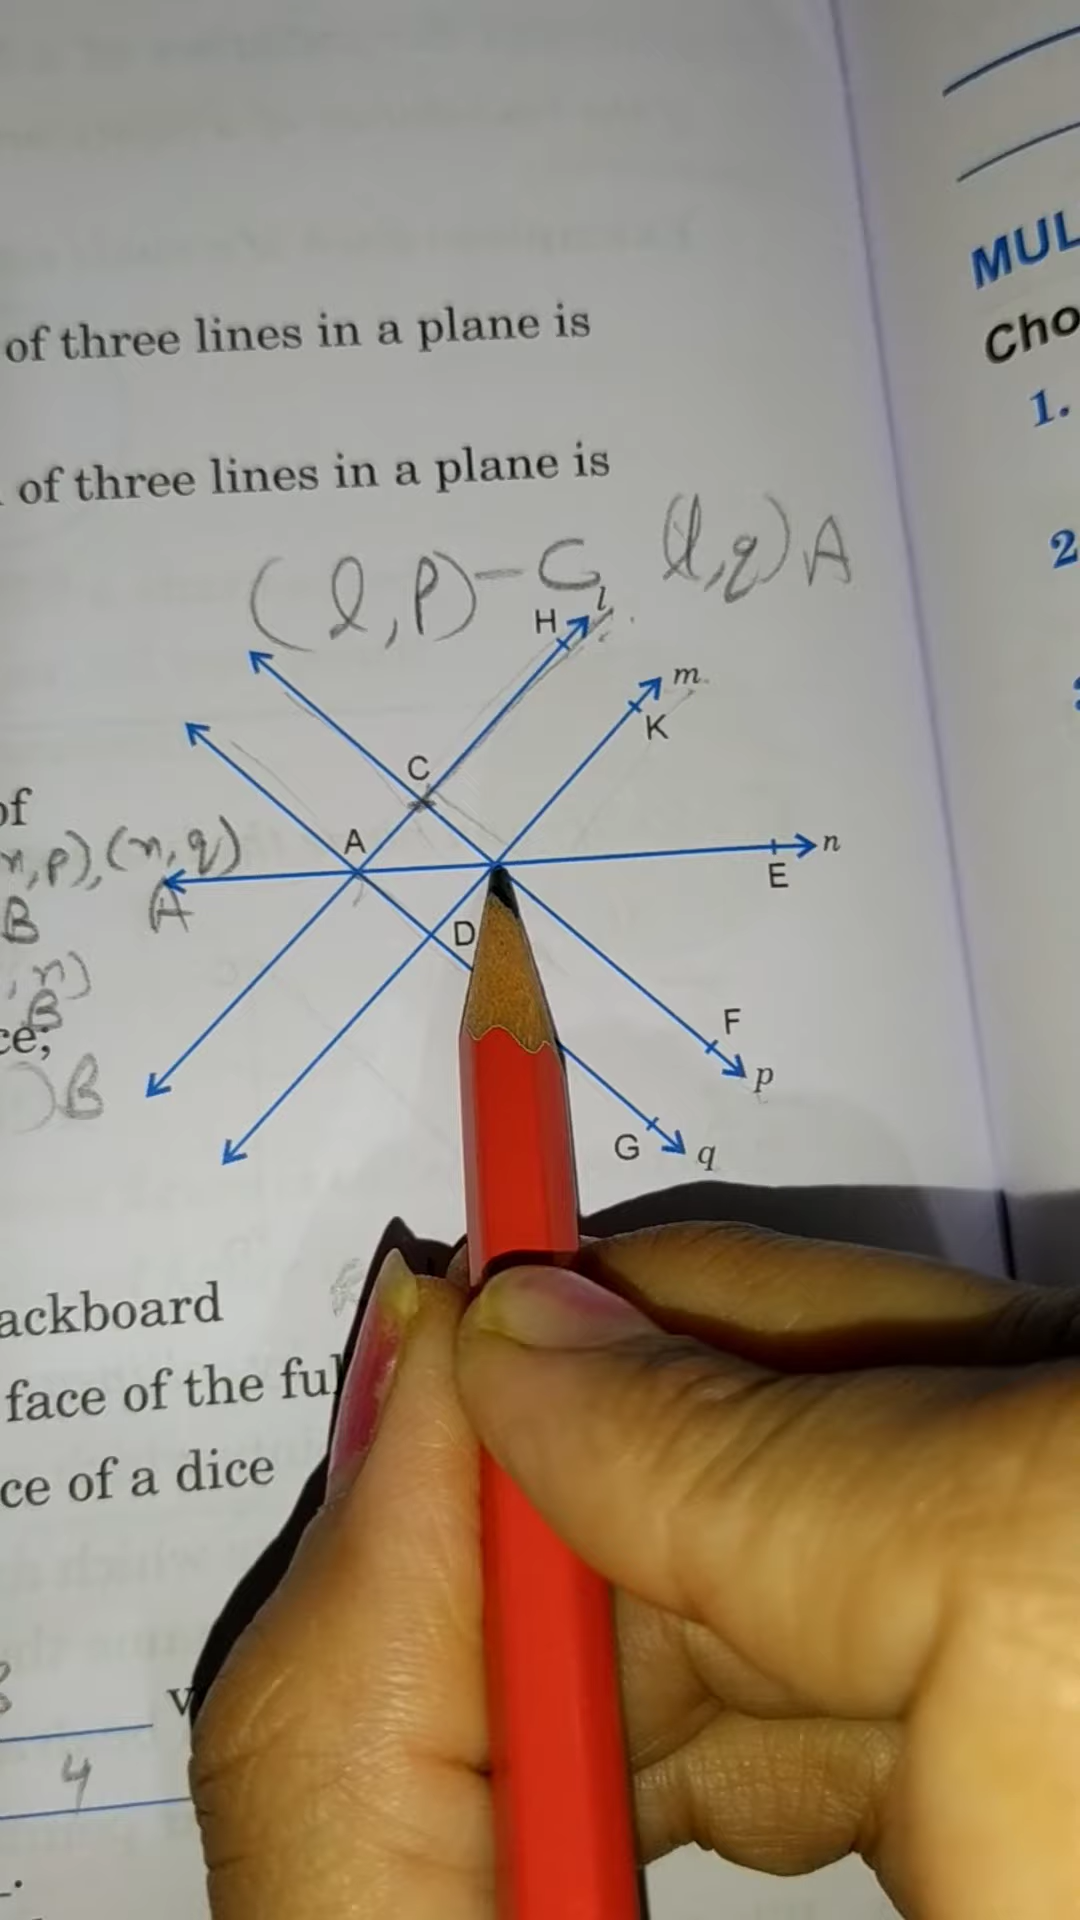 of three lines in a plane is
of three lines in a plane is
(l,p)-C, (l,q)A
H l
m
K
C
of
n,p),(n,q)
A
n
E
B A
D
,n)
B
ce;
)B
F
p
G q
ackboard
face of the ful
ce of a dice
4
MUL
Cho
1.
2